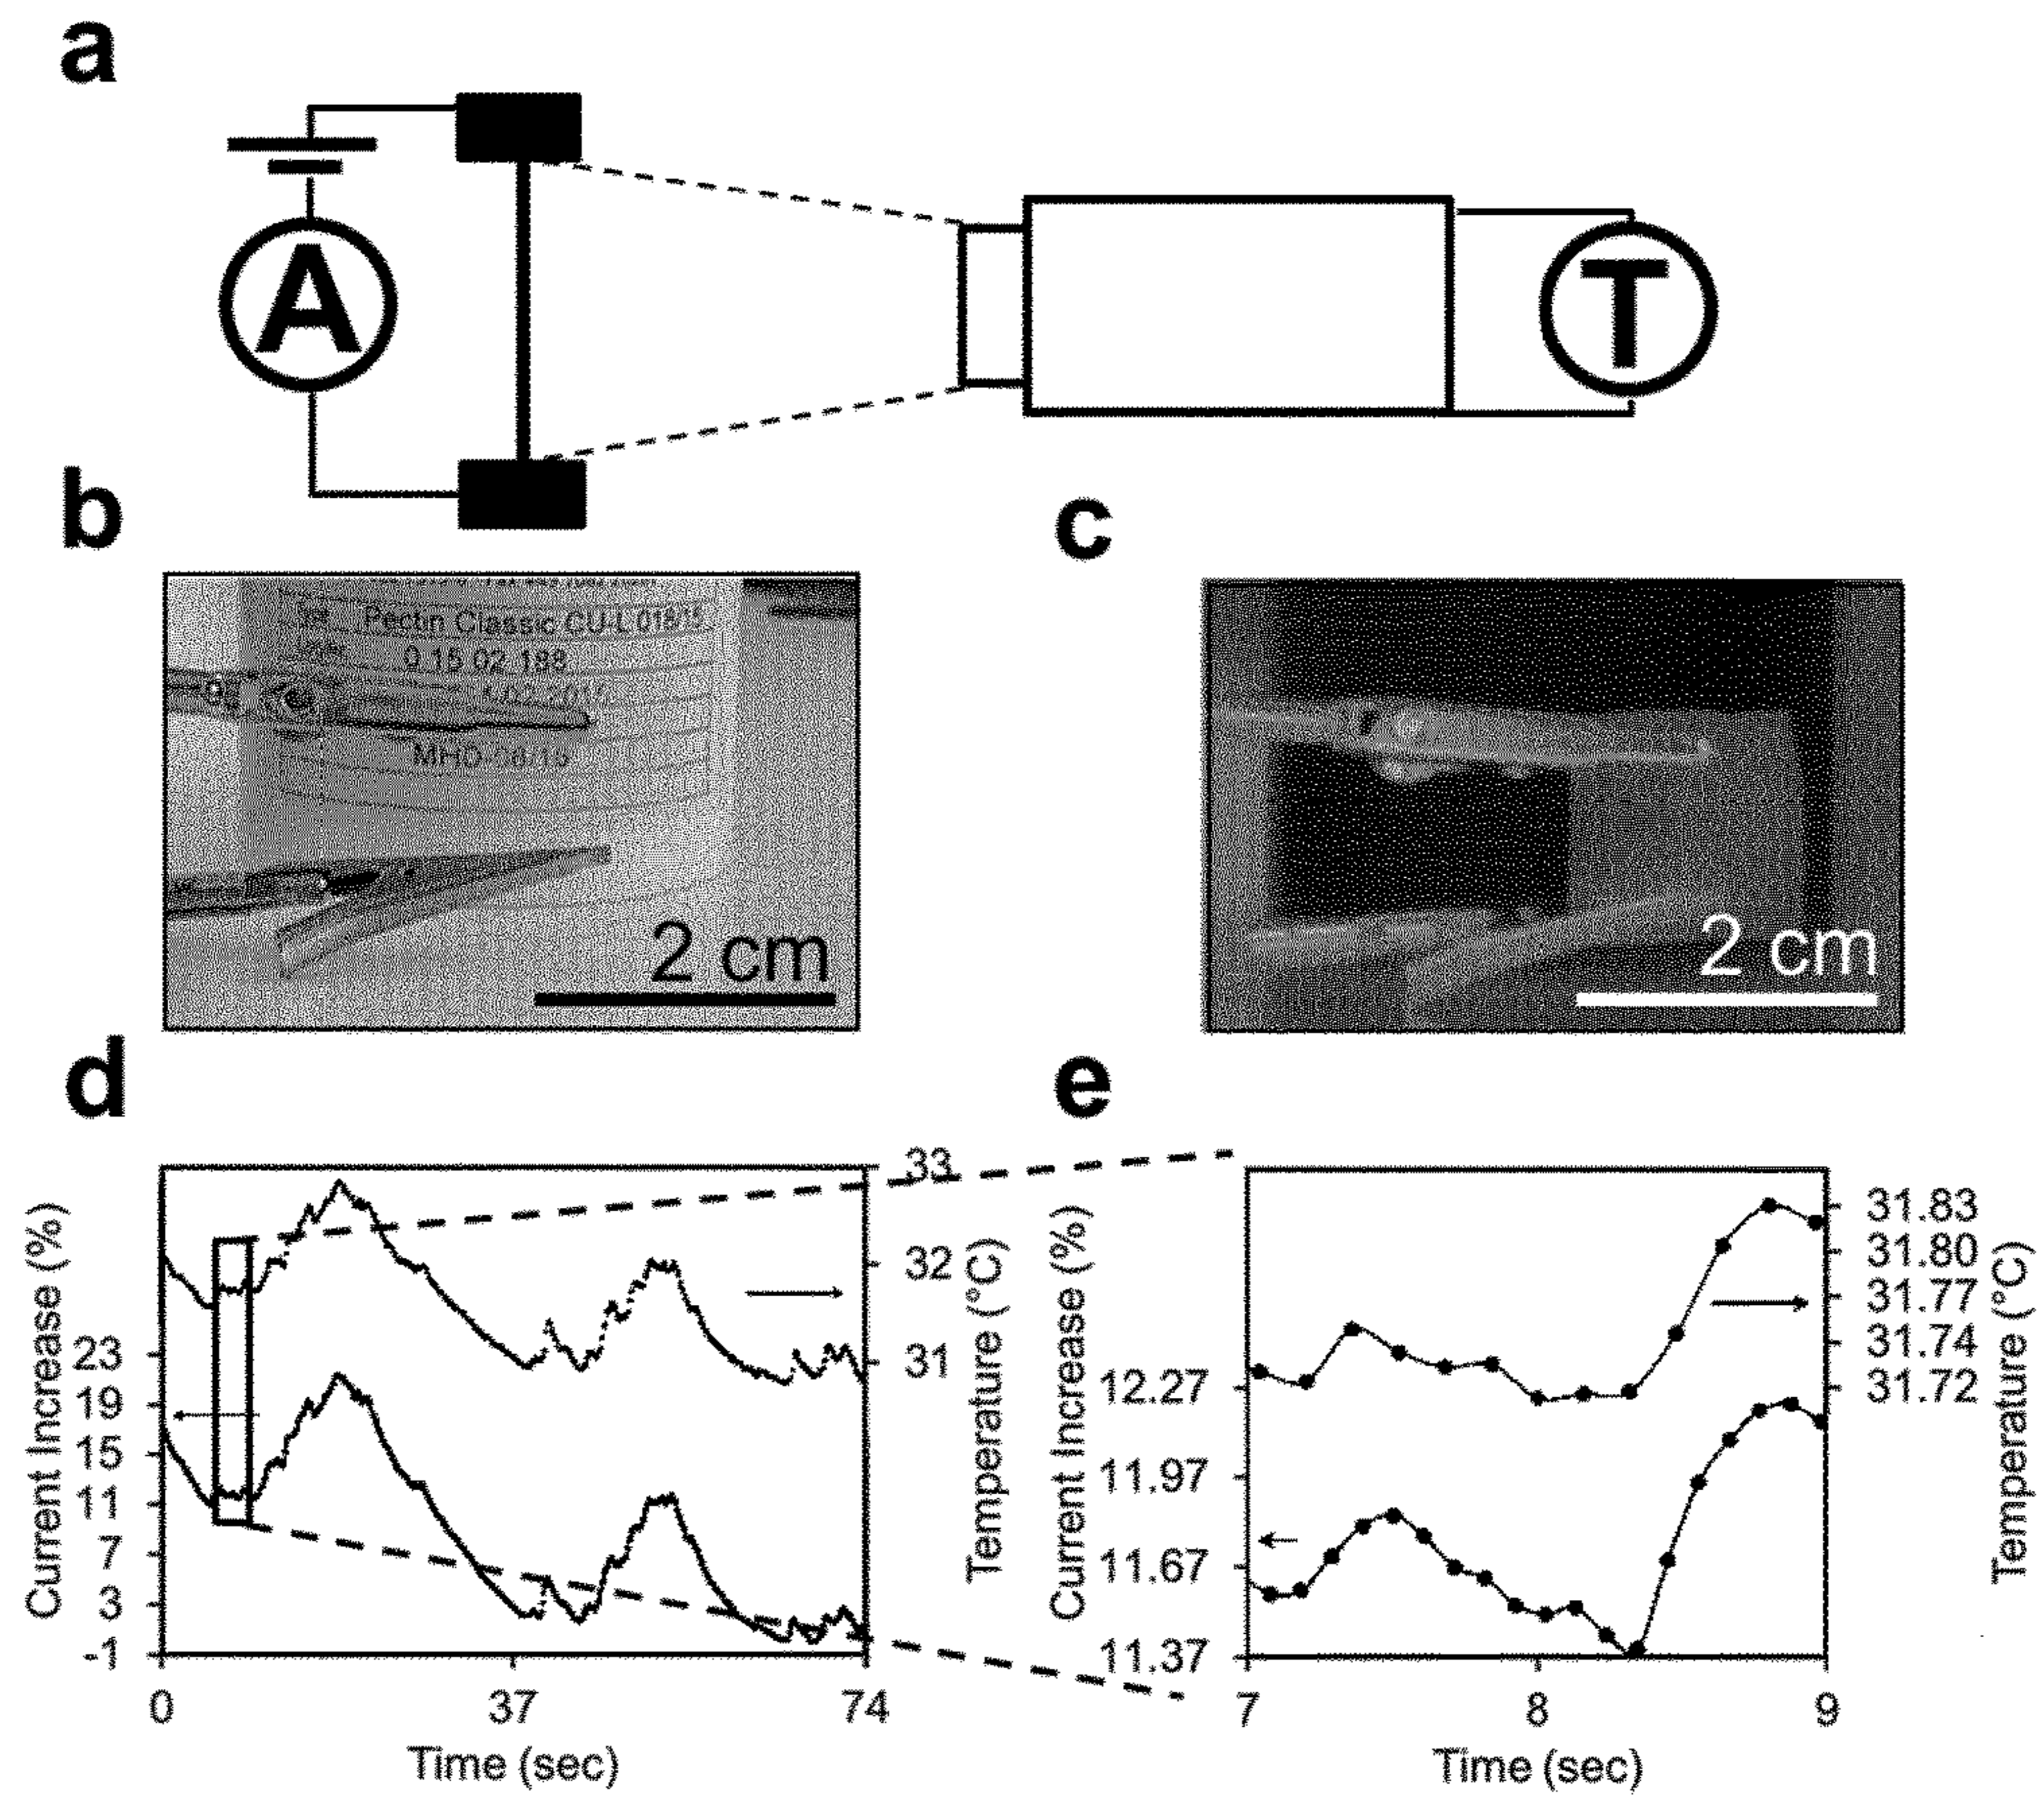 a
A
T
b
c
Pectin Classic CU-L 018/15
0 15 02 188
MHD-08/15
2 cm
2 cm
d
e
Current Increase (%)
23
19
15
11
7
3
-1
33
32
31
Temperature (°C)
0
37
74
Time (sec)
Current Increase (%)
12.27
11.97
11.67
11.37
31.83
31.80
31.77
31.74
31.72
Temperature (°C)
7
8
9
Time (sec)